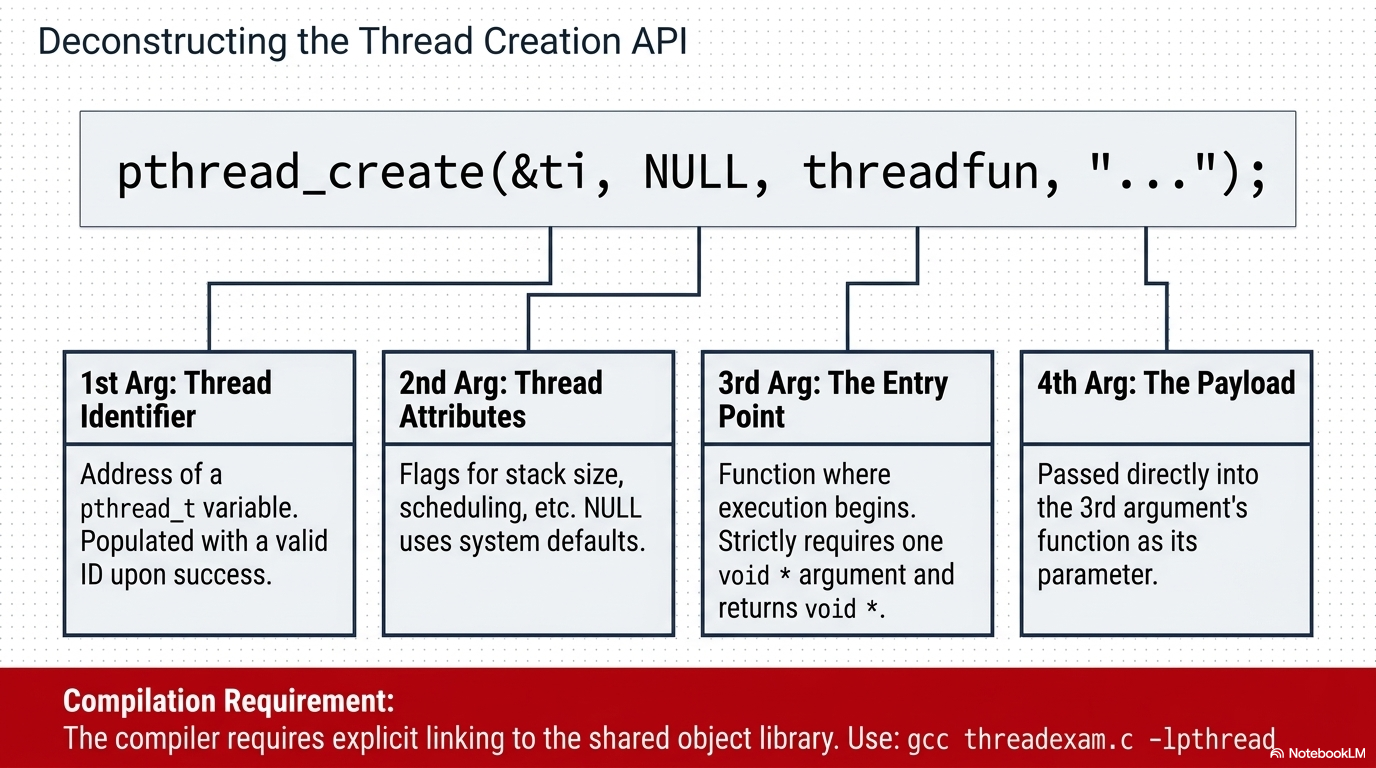 Deconstructing the Thread Creation API
pthread_create(&ti, NULL, threadfun, "...");
1st Arg: Thread
Identifier
Address of a
pthread_t variable.
Populated with a valid
ID upon success.
2nd Arg: Thread
Attributes
Flags for stack size,
scheduling, etc. NULL
uses system defaults.
3rd Arg: The Entry
Point
Function where
execution begins.
Strictly requires one
void * argument and
returns void *.
4th Arg: The Payload
Passed directly into
the 3rd argument's
function as its
parameter.
Compilation Requirement:
The compiler requires explicit linking to the shared object library. Use: gcc threadexam.c -lpthread
NotebookLM